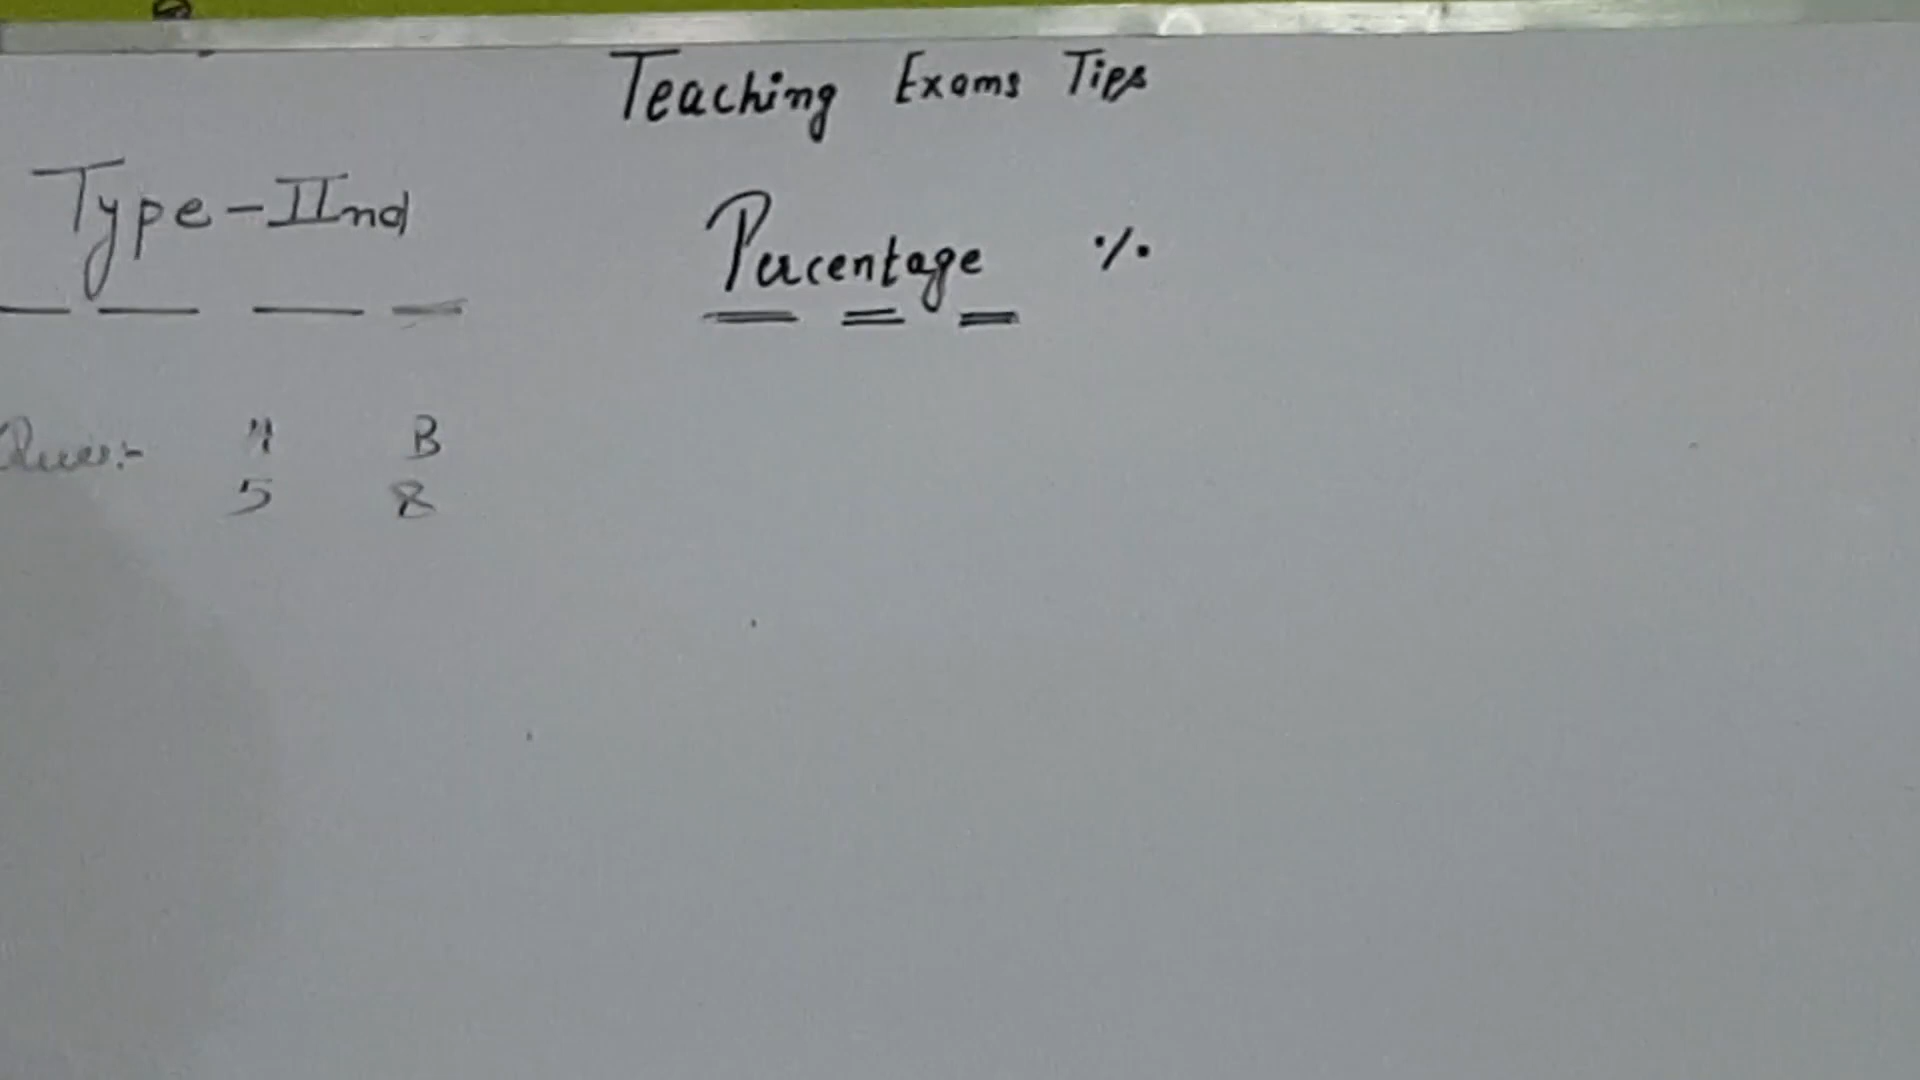 Teaching Exams Tips
Type-IInd
Percentage %
Ques:- A B
5 8